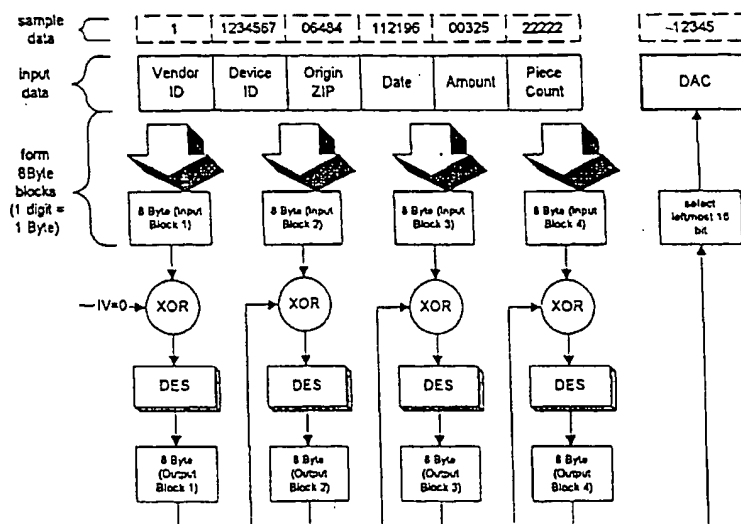 sample data
1 1234567 06484 112196 00325 22222 12345
input data
Vendor ID
Device ID
Origin ZIP
Date
Amount
Piece Count
DAC
form 8Byte blocks (1 digit = 1 Byte)
8 Byte (Input Block 1)
8 Byte (Input Block 2)
8 Byte (Input Block 3)
8 Byte (Input Block 4)
select leftmost 16 bit
IV=0
XOR
XOR
XOR
XOR
DES
DES
DES
DES
8 Byte (Output Block 1)
8 Byte (Output Block 2)
8 Byte (Output Block 3)
8 Byte (Output Block 4)